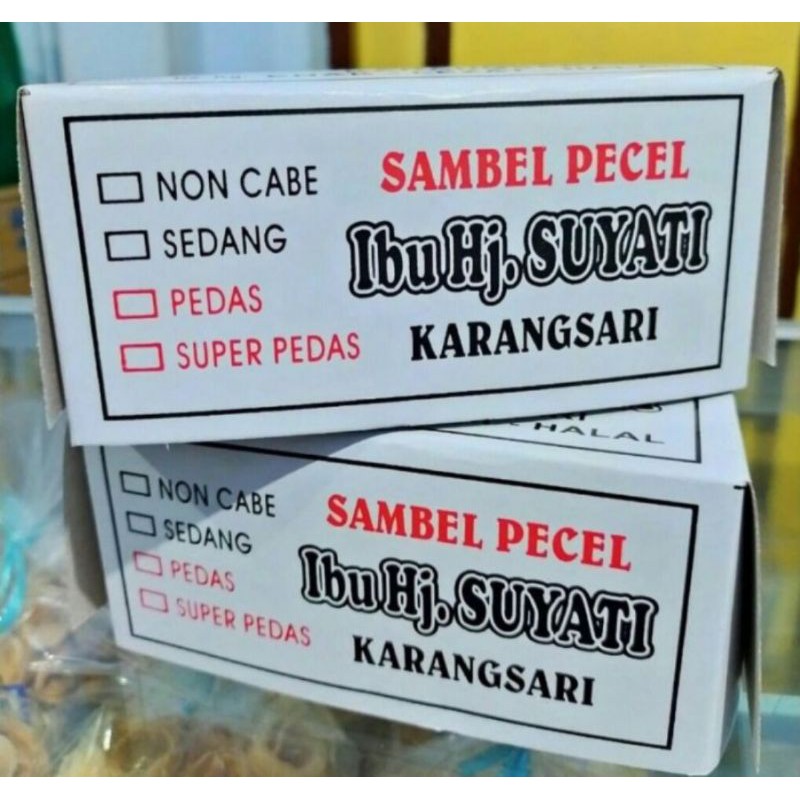 NON CABE
SEDANG
PEDAS
SUPER PEDAS
SAMBEL PECEL
Ibu Hj. SUYATI
KARANGSARI
HALAL
NON CABE
SEDANG
PEDAS
SUPER PEDAS
SAMBEL PECEL
Ibu Hj. SUYATI
KARANGSARI